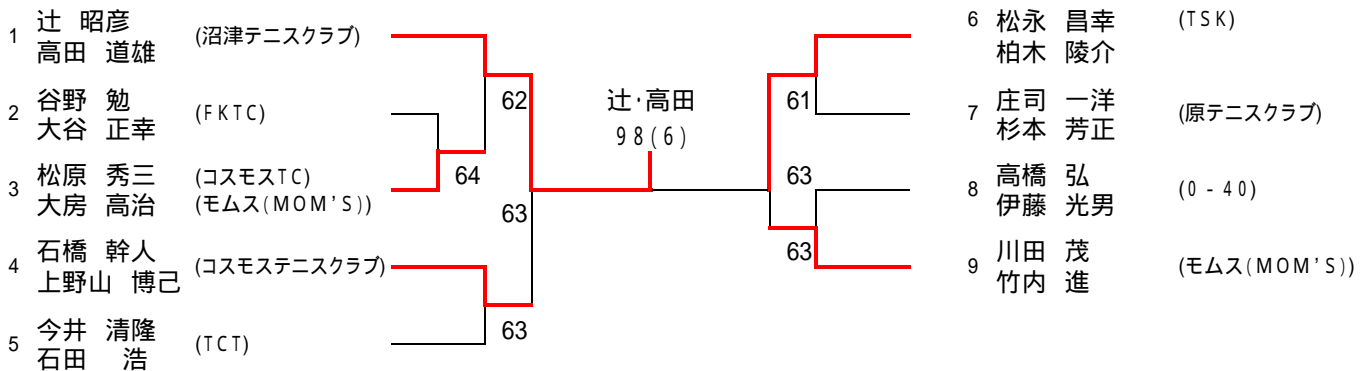 1 辻 昭彦 (沼津テニスクラブ)
高田 道雄
2 谷野 勉 (FKTC)
大谷 正幸
3 松原 秀三 (コスモスTC)
大房 高治 (モムス(MOM'S))
4 石橋 幹人 (コスモステニスクラブ)
上野山 博己
5 今井 清隆 (TCT)
石田 浩
62
64
63
63
辻・高田
98(6)
61
63
63
6 松永 昌幸 (TSK)
柏木 陵介
7 庄司 一洋 (原テニスクラブ)
杉本 芳正
8 高橋 弘 (0-40)
伊藤 光男
9 川田 茂 (モムス(MOM'S))
竹内 進